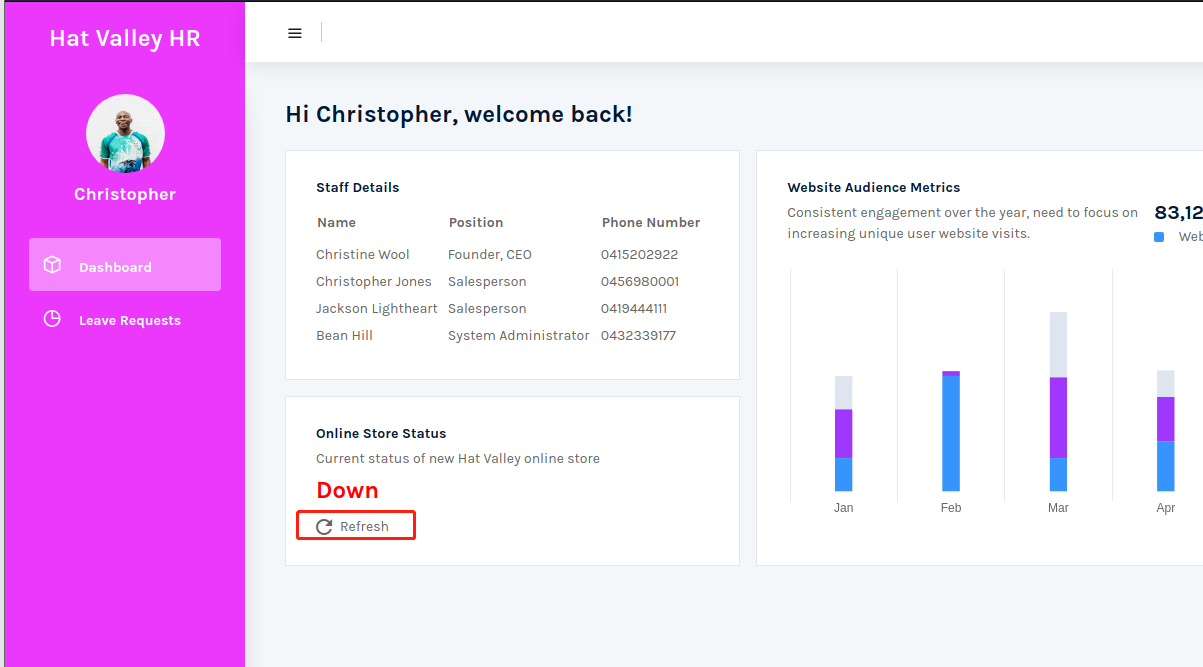 Hat Valley HR
Christopher
Dashboard
Leave Requests
Hi Christopher, welcome back!
Staff Details
Name Position Phone Number
Christine Wool Founder, CEO 0415202922
Christopher Jones Salesperson 0456980001
Jackson Lightheart Salesperson 0419444111
Bean Hill System Administrator 0432339177
Online Store Status
Current status of new Hat Valley online store
Down
Refresh
Website Audience Metrics
Consistent engagement over the year, need to focus on
increasing unique user website visits.
83,12
Web
Jan Feb Mar Apr